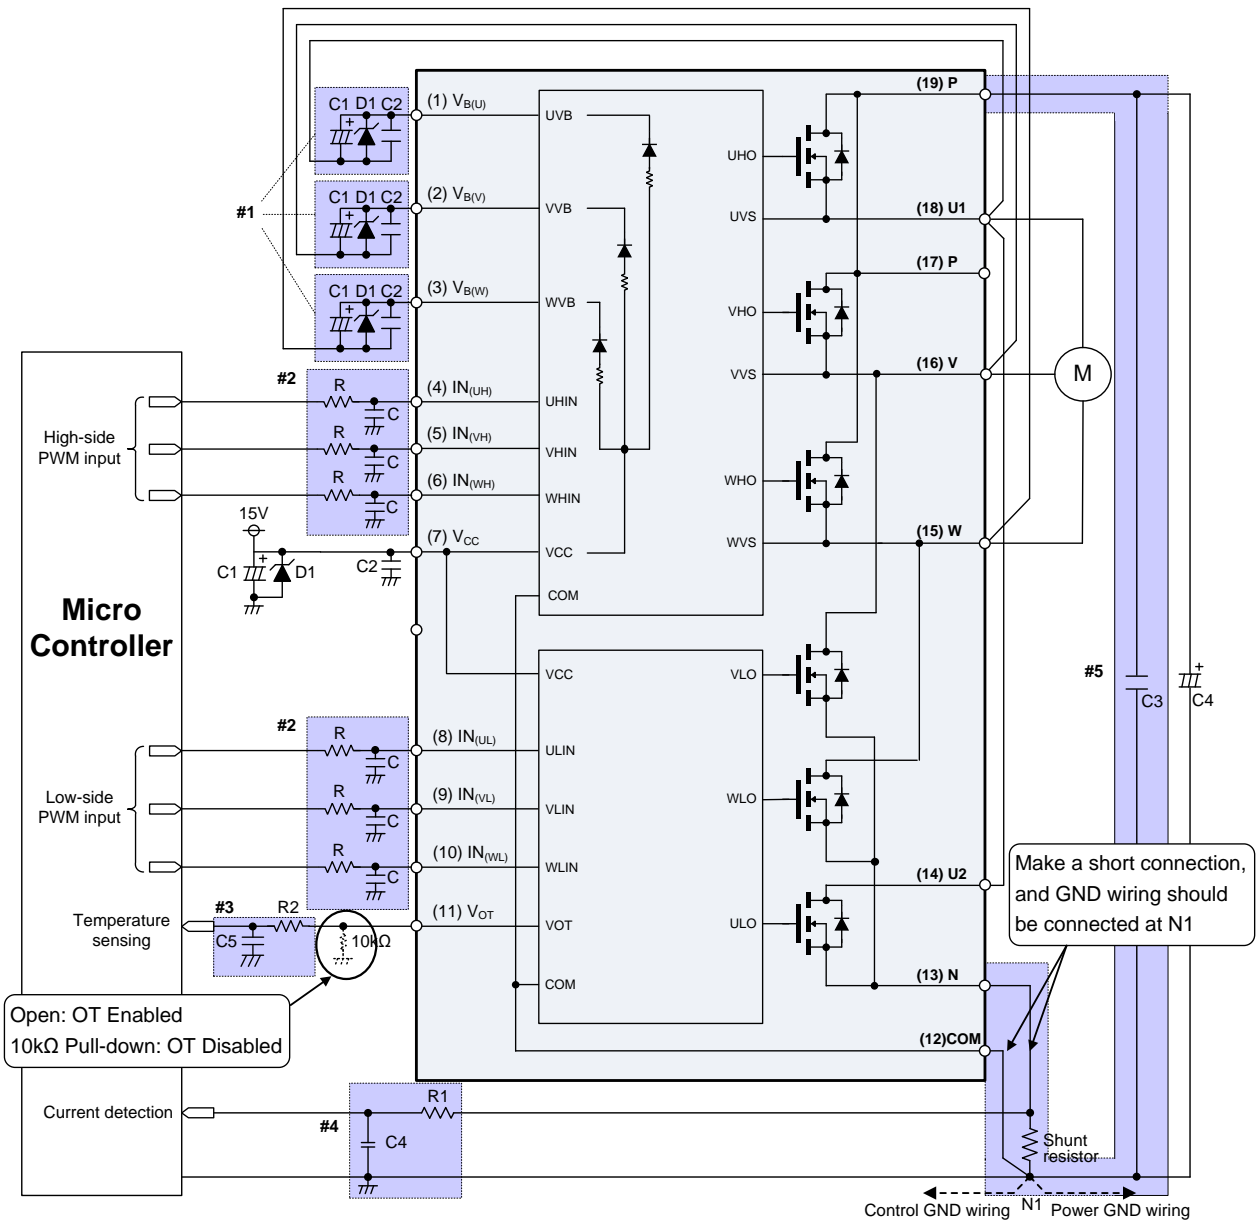 (19) P
C1 D1 C2
+
(1) VB(U)
UVB
UHO
C1 D1 C2
+
(2) VB(V)
VVB
UVS
(18) U1
#1
(17) P
C1 D1 C2
+
(3) VB(W)
WVB
VHO
VVS
(16) V
M
#2
R
C
(4) IN(UH)
UHIN
High-side
PWM input
R
C
(5) IN(VH)
VHIN
R
C
(6) IN(WH)
WHIN
WHO
15V
(7) VCC
VCC
WVS
(15) W
+
C1
D1
C2
COM
Micro
Controller
VCC
VLO
#5
C3
+
C4
#2
R
C
(8) IN(UL)
ULIN
Low-side
PWM input
R
C
(9) IN(VL)
VLIN
WLO
R
C
(10) IN(WL)
WLIN
(14) U2
Make a short connection,
and GND wiring should
be connected at N1
Temperature
sensing
#3
R2
C5
10kΩ
(11) VOT
VOT
ULO
COM
(13) N
Open: OT Enabled
10kΩ Pull-down: OT Disabled
(12)COM
Current detection
#4
R1
C4
Shunt
resistor
Control GND wiring
N1
Power GND wiring